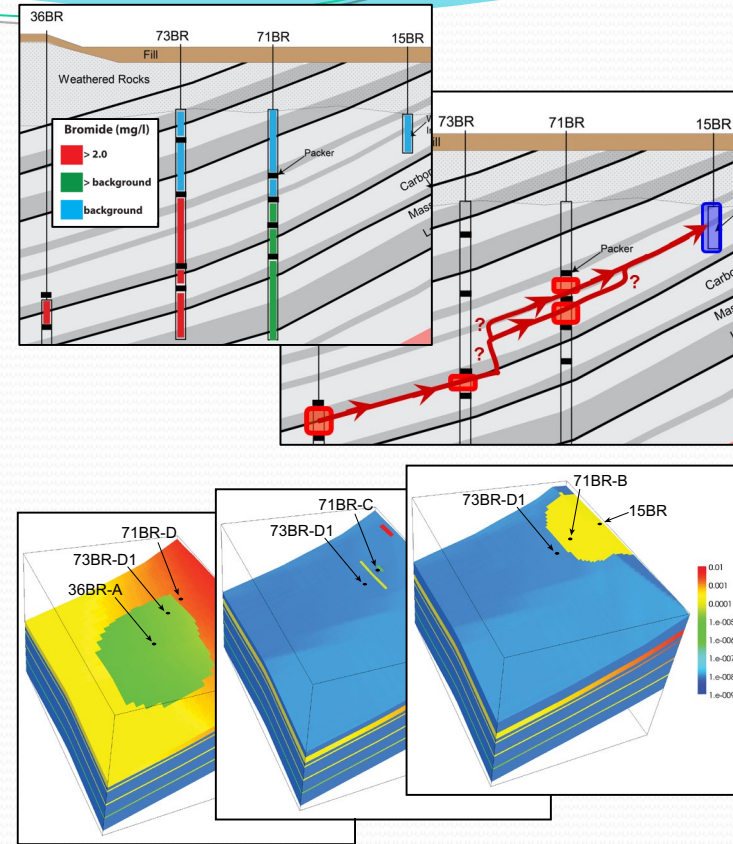 36BR
73BR
71BR
15BR
Fill
Weathered Rocks
Bromide (mg/l)
> 2.0
> background
background
Packer
73BR
71BR
15BR
Packer
?
?
?
71BR-D
73BR-D1
36BR-A
71BR-C
73BR-D1
71BR-B
73BR-D1
15BR
0.01
0.001
0.0001